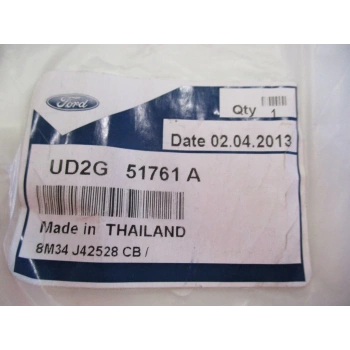 Ford
Qty 1
Date 02.04.2013
UD2G 51761 A
Made in THAILAND
8M34 J42528 CB /